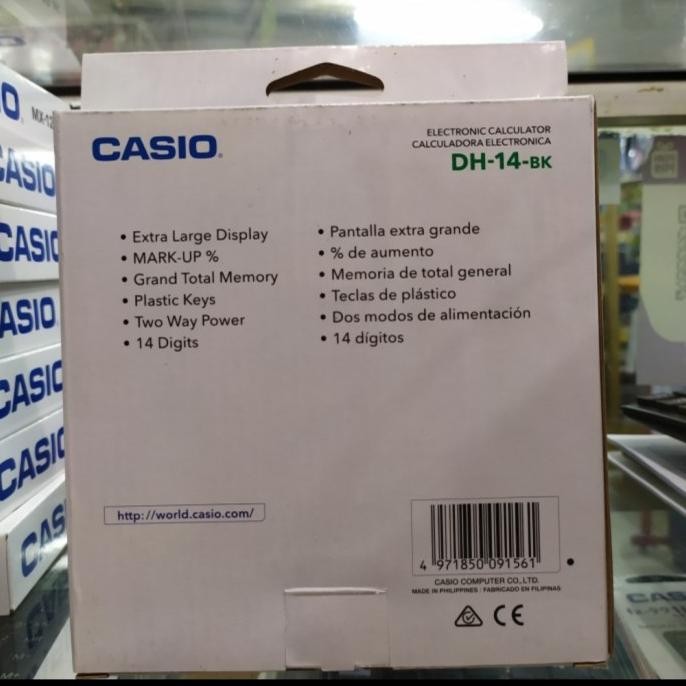 CASIO
ELECTRONIC CALCULATOR
CALCULADORA ELECTRONICA
DH-14-BK
• Extra Large Display
• MARK-UP %
• Grand Total Memory
• Plastic Keys
• Two Way Power
• 14 Digits
• Pantalla extra grande
• % de aumento
• Memoria de total general
• Teclas de plástico
• Dos modos de alimentación
• 14 dígitos
http://world.casio.com/
4 971850 091561
CASIO COMPUTER CO., LTD.
MADE IN PHILIPPINES / FABRICADO EN FILIPINAS
CE
CASIO
CASIO
CASIO
CASIO
CASIO
CAS